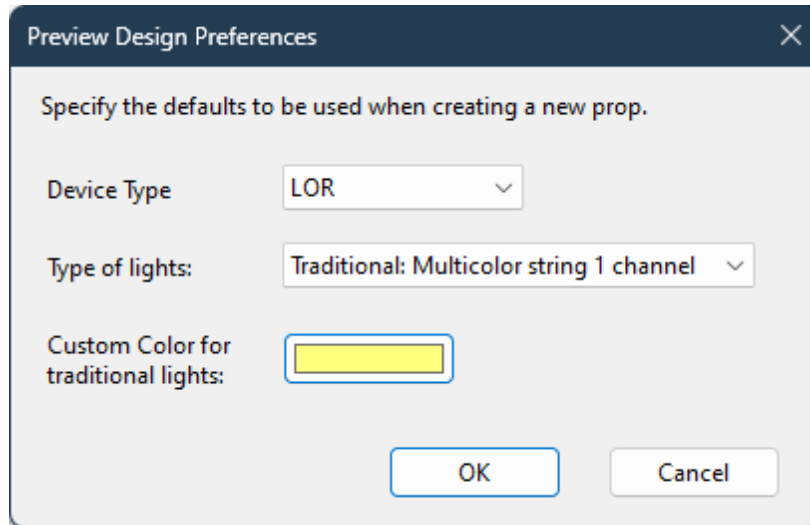 Preview Design Preferences
Specify the defaults to be used when creating a new prop.
Device Type
LOR
Type of lights:
Traditional: Multicolor string 1 channel
Custom Color for
traditional lights:
OK
Cancel